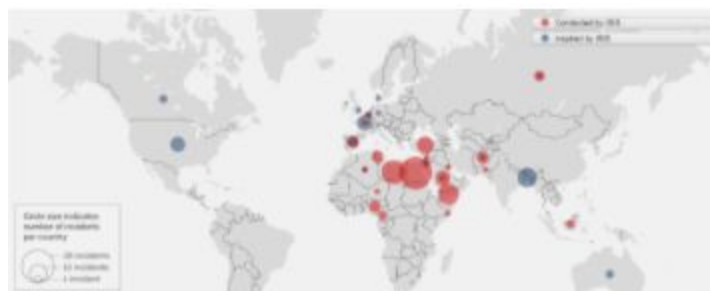 Conducted by ISIS
Inspired by ISIS
Circle size indicates
number of incidents
per country
incidents
incidents
1 incident